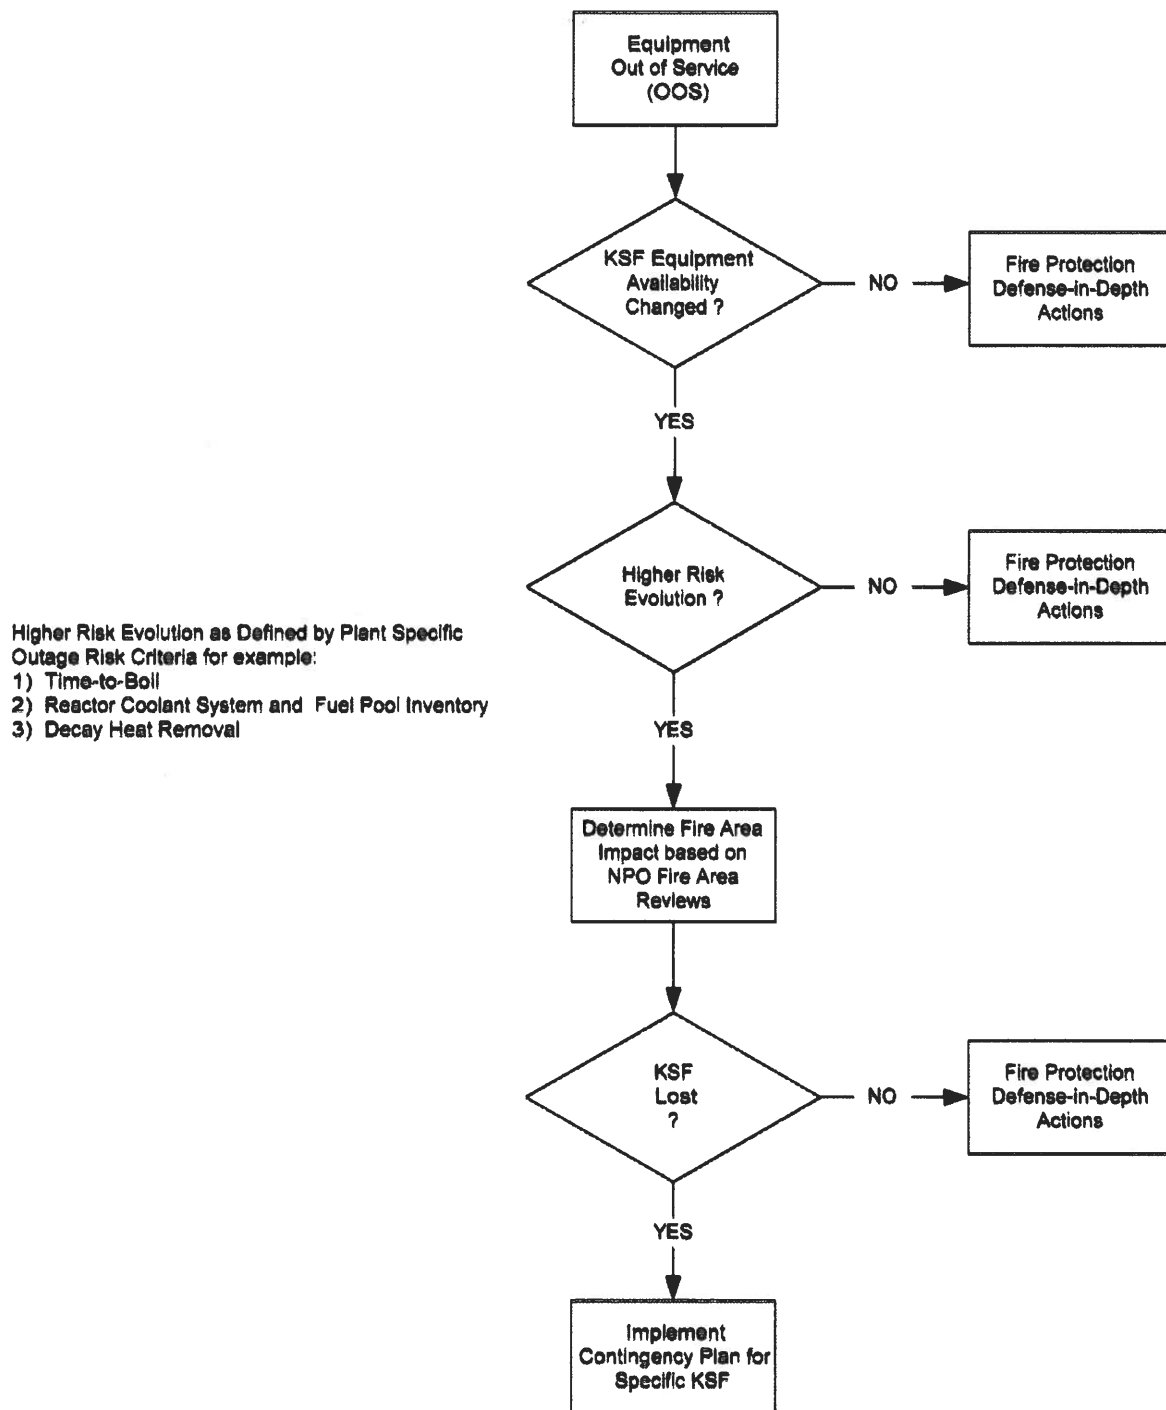 Equipment
Out of Service
(OOS)
KSF Equipment
Availability
Changed ?
NO
Fire Protection
Defense-in-Depth
Actions
YES
Higher Risk
Evolution ?
NO
Fire Protection
Defense-in-Depth
Actions
Higher Risk Evolution as Defined by Plant Specific
Outage Risk Criteria for example:
1) Time-to-Boil
2) Reactor Coolant System and Fuel Pool Inventory
3) Decay Heat Removal
YES
Determine Fire Area
Impact based on
NPO Fire Area
Reviews
KSF
Lost
?
NO
Fire Protection
Defense-in-Depth
Actions
YES
Implement
Contingency Plan for
Specific KSF